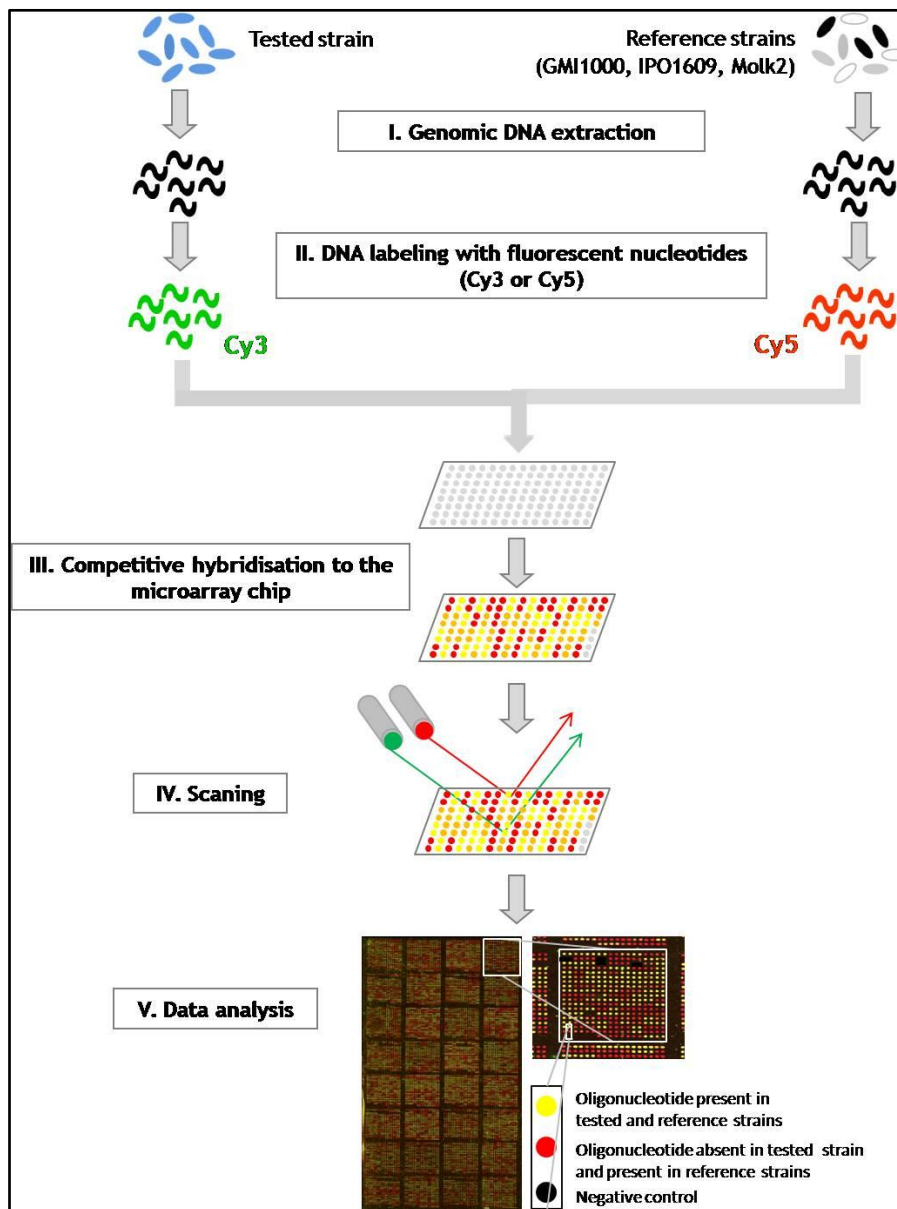 Tested strain
Reference strains
(GMI1000, IPO1609, Molk2)
I. Genomic DNA extraction
II. DNA labeling with fluorescent nucleotides
(Cy3 or Cy5)
Cy3
Cy5
III. Competitive hybridisation to the
microarray chip
IV. Scaning
V. Data analysis
Oligonucleotide present in
tested and reference strains
Oligonucleotide absent in tested strain
and present in reference strains
Negative control